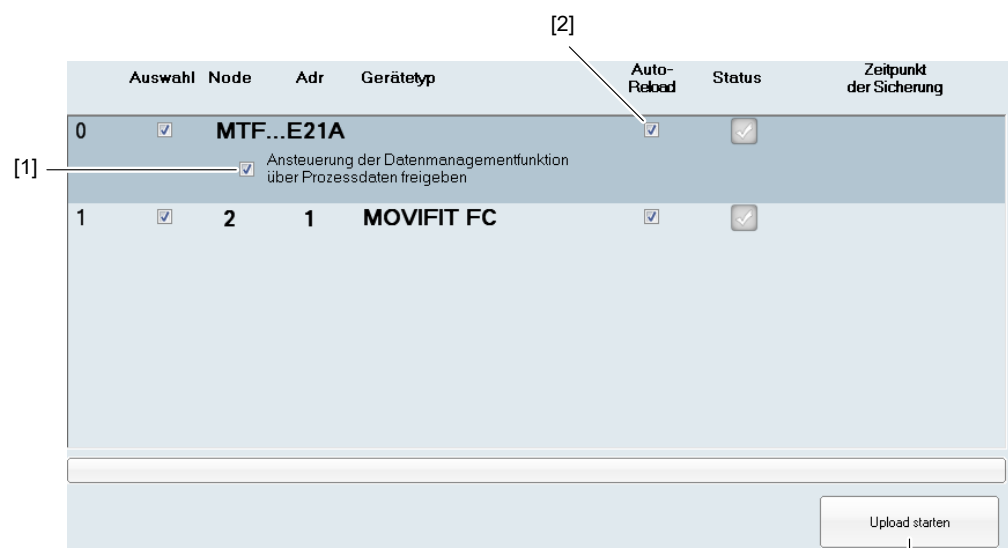 [2]
Auswahl Node Adr Gerätetyp Auto-Reload Status Zeitpunkt der Sicherung
0 MTF...E21A
[1] Ansteuerung der Datenmanagementfunktion
über Prozessdaten freigeben
1 2 1 MOVIFIT FC
Upload starten